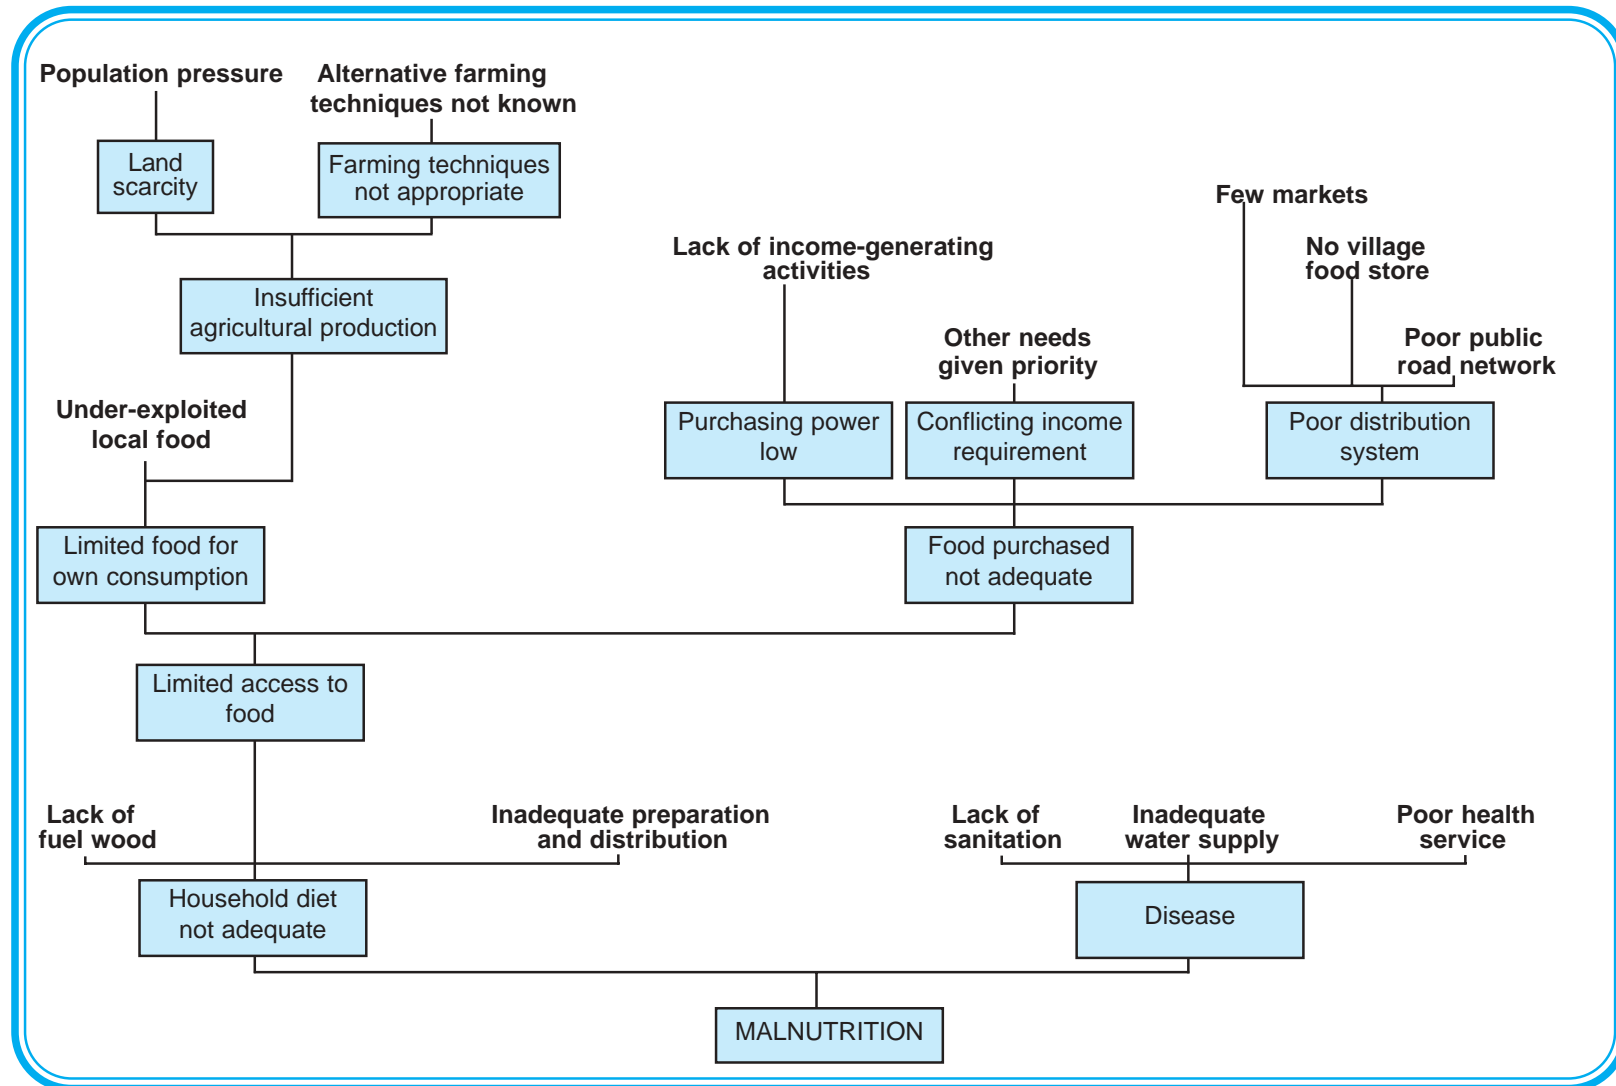 Population pressure
Alternative farming
techniques not known
Land
scarcity
Farming techniques
not appropriate
Few markets
Lack of income-generating
activities
No village
food store
Insufficient
agricultural production
Other needs
given priority
Poor public
road network
Under-exploited
local food
Purchasing power
low
Conflicting income
requirement
Poor distribution
system
Limited food for
own consumption
Food purchased
not adequate
Limited access to
food
Lack of
fuel wood
Inadequate preparation
and distribution
Lack of
sanitation
Inadequate
water supply
Poor health
service
Household diet
not adequate
Disease
MALNUTRITION